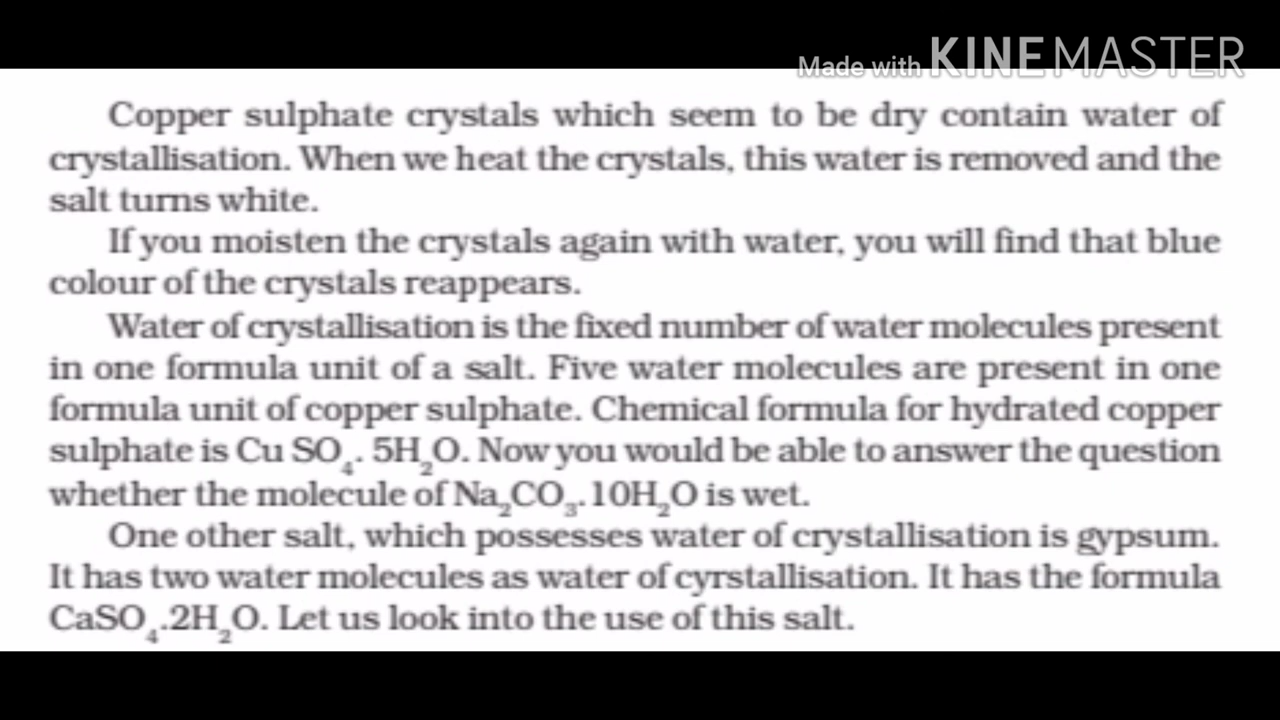 Made with KINEMASTER
Copper sulphate crystals which seem to be dry contain water of
crystallisation. When we heat the crystals, this water is removed and the
salt turns white.
If you moisten the crystals again with water, you will find that blue
colour of the crystals reappears.
Water of crystallisation is the fixed number of water molecules present
in one formula unit of a salt. Five water molecules are present in one
formula unit of copper sulphate. Chemical formula for hydrated copper
sulphate is Cu SO₄. 5H₂O. Now you would be able to answer the question
whether the molecule of Na₂CO₃.10H₂O is wet.
One other salt, which possesses water of crystallisation is gypsum.
It has two water molecules as water of cyrstallisation. It has the formula
CaSO₄.2H₂O. Let us look into the use of this salt.